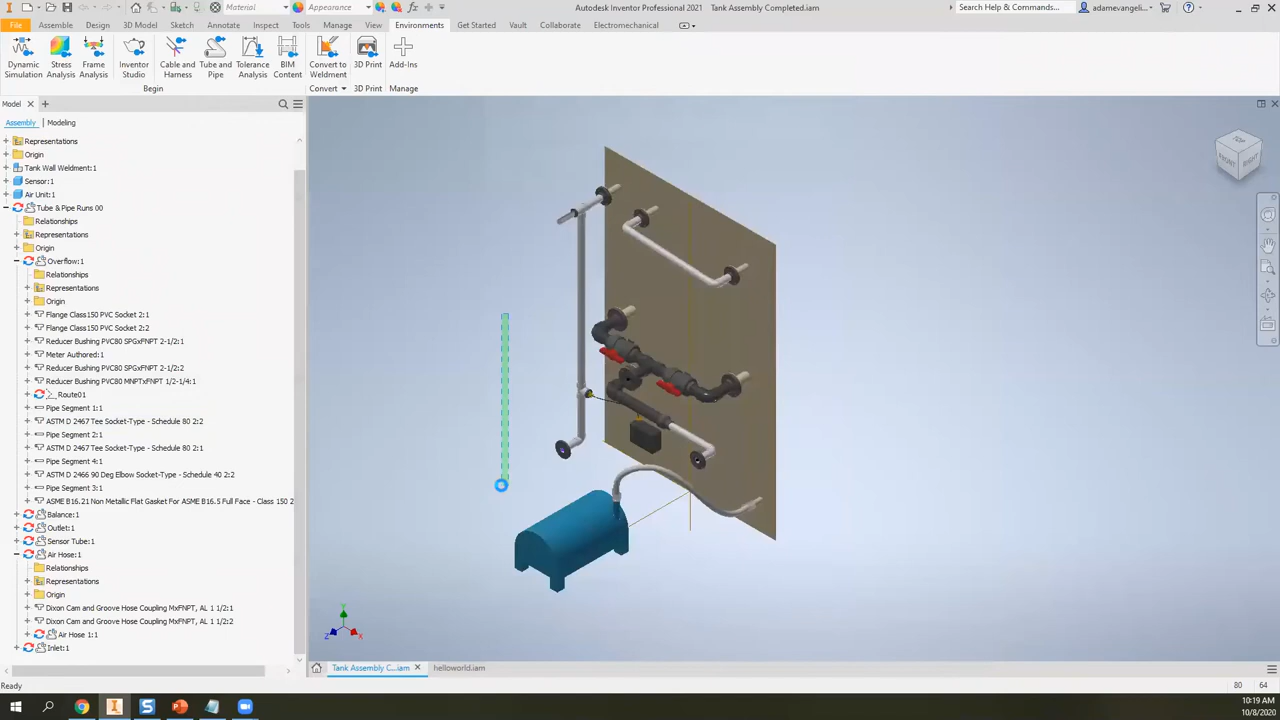 Material
Appearance
Autodesk Inventor Professional 2021 Tank Assembly Completed.iam
Search Help & Commands...
adamevangeli...
File Assemble Design 3D Model Sketch Annotate Inspect Tools Manage View Environments Get Started Vault Collaborate Electromechanical
Dynamic Simulation
Stress Analysis
Frame Analysis
Inventor Studio
Cable and Harness
Tube and Pipe
Tolerance Analysis
BIM Content
Convert to Weldment
3D Print
Add-Ins
Begin Convert 3D Print Manage
Model
Assembly Modeling
Representations
Origin
Tank Wall Weldment:1
Sensor:1
Air Unit:1
Tube & Pipe Runs 00
Relationships
Representations
Origin
Overflow:1
Relationships
Representations
Origin
Flange Class150 PVC Socket 2:1
Flange Class150 PVC Socket 2:2
Reducer Bushing PVC80 SPGxFNPT 2-1/2:1
Meter Authored:1
Reducer Bushing PVC80 SPGxFNPT 2-1/2:2
Reducer Bushing PVC80 MNPTxFNPT 1/2-1/4:1
Route01
Pipe Segment 1:1
ASTM D 2467 Tee Socket-Type - Schedule 80 2:2
Pipe Segment 2:1
ASTM D 2467 Tee Socket-Type - Schedule 80 2:1
Pipe Segment 4:1
ASTM D 2466 90 Deg Elbow Socket-Type - Schedule 40 2:2
Pipe Segment 3:1
ASME B16.21 Non Metallic Flat Gasket For ASME B16.5 Full Face - Class 150 2
Balance:1
Outlet:1
Sensor Tube:1
Air Hose:1
Relationships
Representations
Origin
Dixon Cam and Groove Hose Coupling MxFNPT, AL 1 1/2:1
Dixon Cam and Groove Hose Coupling MxFNPT, AL 1 1/2:2
Air Hose 1:1
Inlet:1
TOP
FRONT
RIGHT
Y
Z
X
Tank Assembly C...iam helloworld.iam
Ready
80 64
10:19 AM
10/8/2020